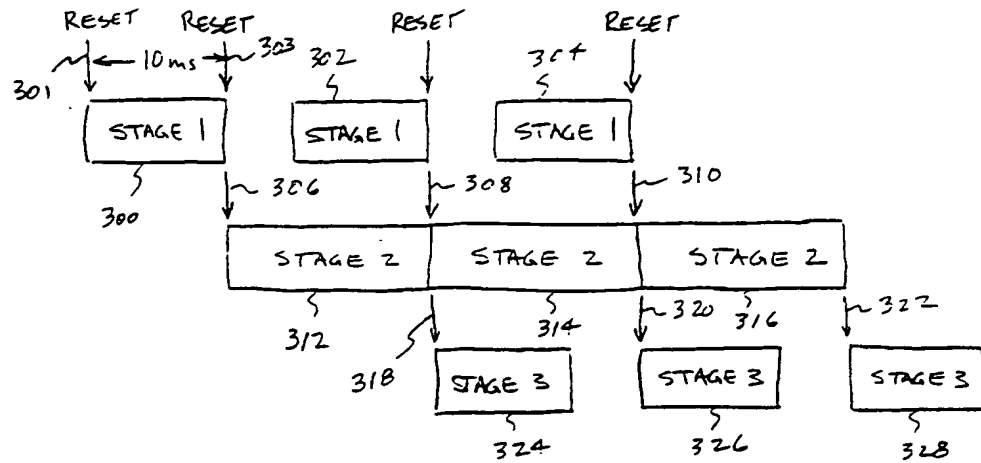 RESET RESET RESET RESET
10ms 303
301 302 304
STAGE 1 STAGE 1 STAGE 1
300 306 308 310
STAGE 2 STAGE 2 STAGE 2
312 318 314 320 316 322
STAGE 3 STAGE 3 STAGE 3
324 326 328